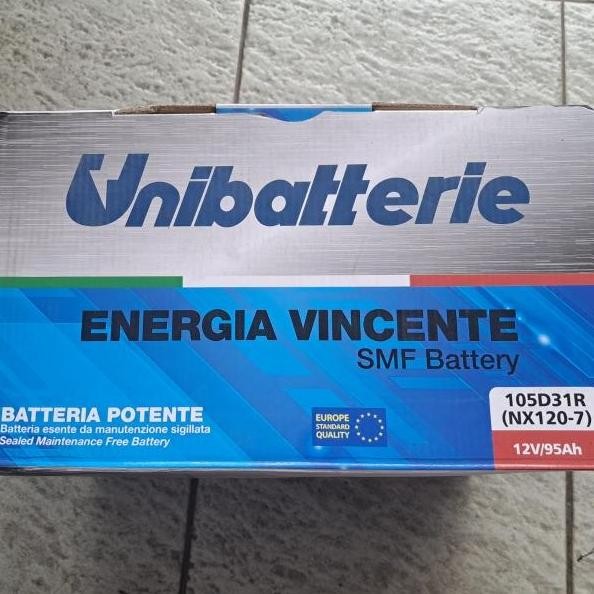 Unibatterie
ENERGIA VINCENTE
SMF Battery
BATTERIA POTENTE
Batteria esente da manutenzione sigillata
Sealed Maintenance Free Battery
EUROPE
STANDARD
QUALITY
105D31R
(NX120-7)
12V/95Ah